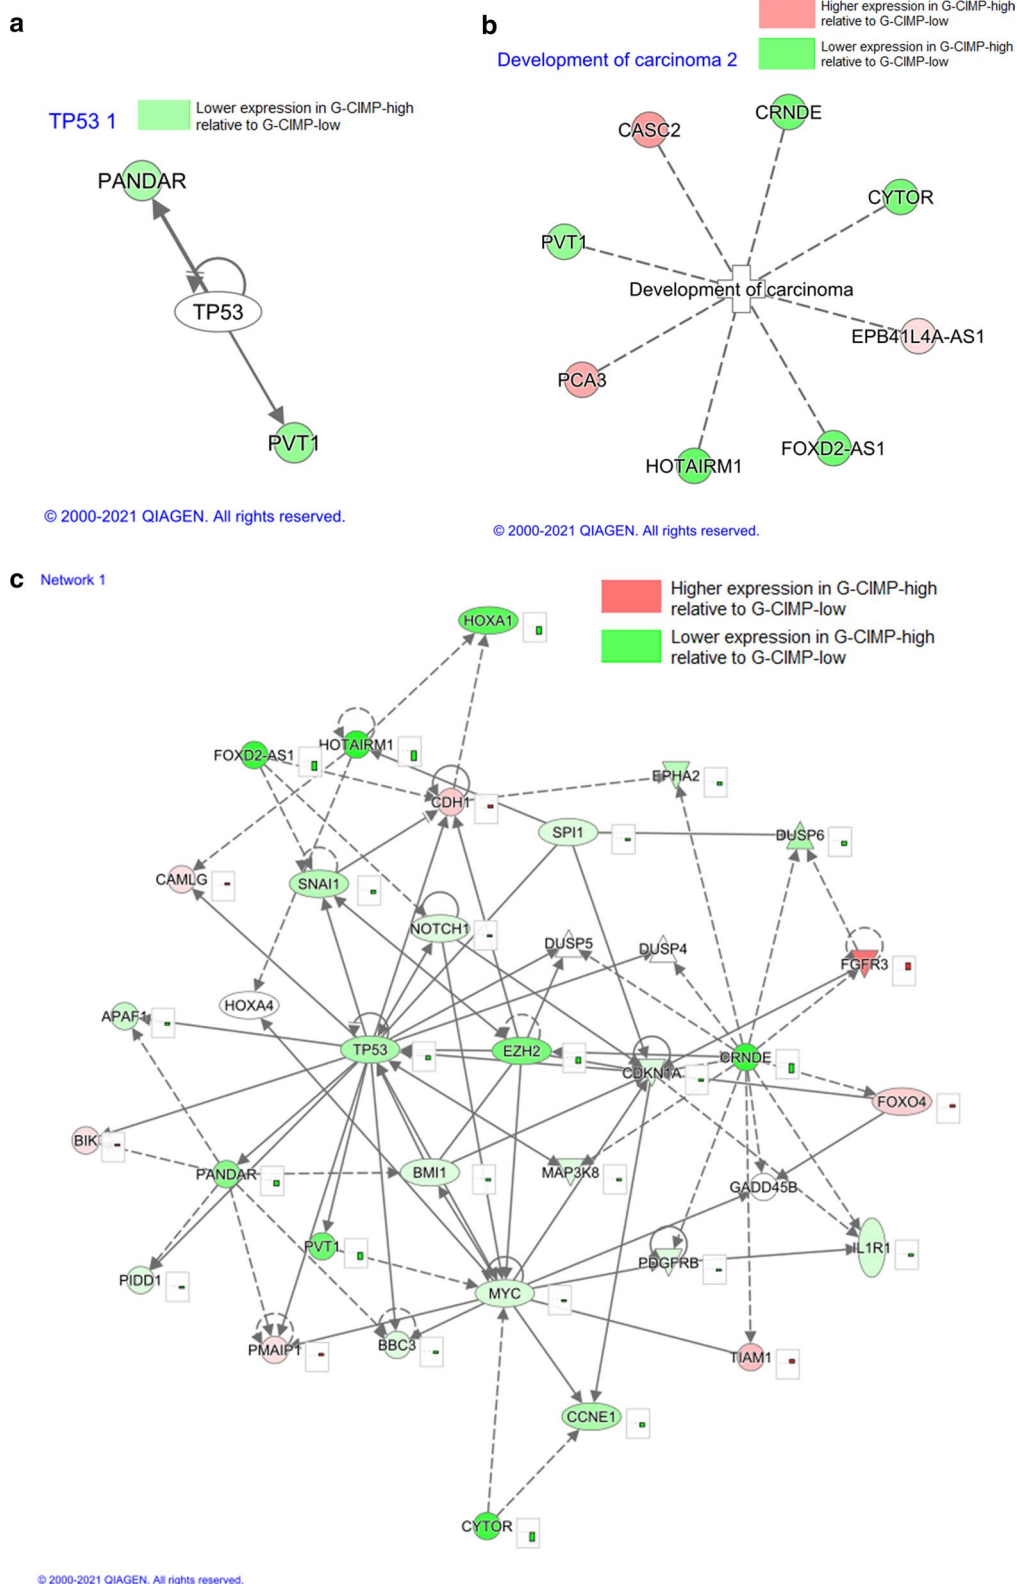 a
TP53 1
Lower expression in G-CIMP-high
relative to G-CIMP-low
PANDAR
TP53
PVT1
© 2000-2021 QIAGEN. All rights reserved.
b
Higher expression in G-CIMP-high
relative to G-CIMP-low
Development of carcinoma 2
Lower expression in G-CIMP-high
relative to G-CIMP-low
CASC2
CRNDE
CYTOR
PVT1
Development of carcinoma
EPB41L4A-AS1
PCA3
HOTAIRM1
FOXD2-AS1
© 2000-2021 QIAGEN. All rights reserved.
c
Network 1
Higher expression in G-CIMP-high
relative to G-CIMP-low
Lower expression in G-CIMP-high
relative to G-CIMP-low
HOXA1
FOXD2-AS1
HOTAIRM1
CDH1
EPHA2
SPI1
DUSP6
CAMLG
SNAI1
NOTCH1
DUSP5
DUSP4
FGFR3
HOXA4
APAF1
TP53
EZH2
CDKN1A
CRNDE
FOXO4
BIK
PANDAR
BMI1
MAP3K8
GADD45B
PVT1
PDGFRB
IL1R1
PIDD1
MYC
PMAIP1
BBC3
TIAM1
CCNE1
CYTOR
© 2000-2021 QIAGEN. All rights reserved.